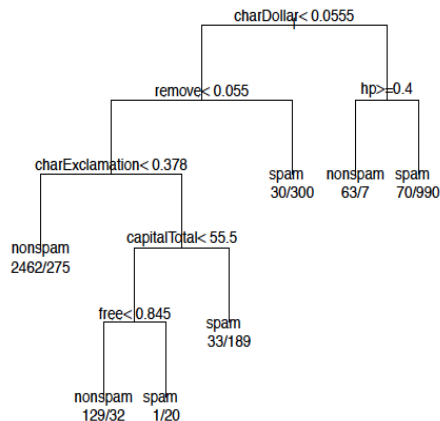 charDollar< 0.0555
remove< 0.055
hp>=0.4
charExclamation< 0.378
spam
30/300
nonspam
63/7
spam
70/990
nonspam
2462/275
capitalTotal< 55.5
free< 0.845
spam
33/189
nonspam
129/32
spam
1/20